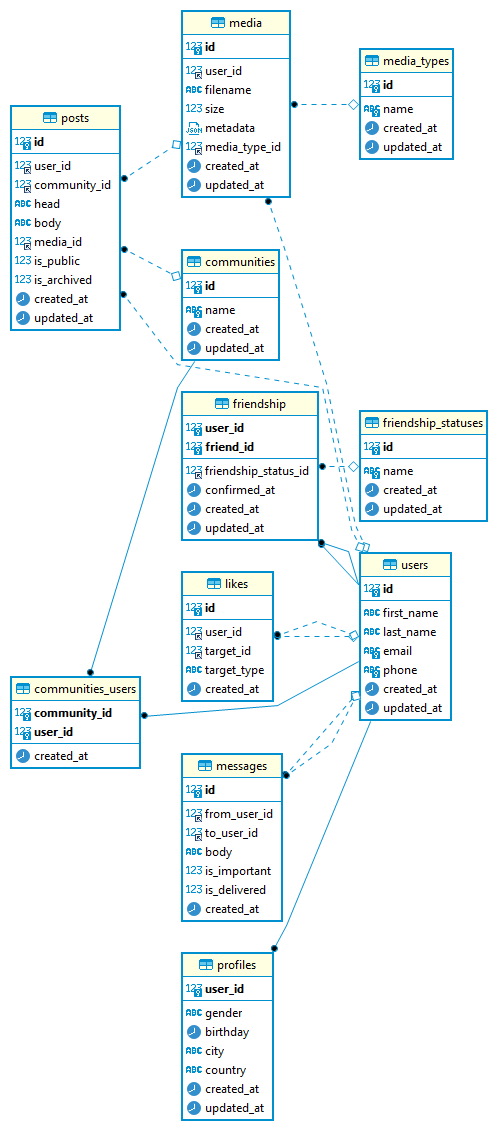 media
id
user_id
filename
size
metadata
media_type_id
created_at
updated_at
media_types
id
name
created_at
updated_at
posts
id
user_id
community_id
head
body
media_id
is_public
is_archived
created_at
updated_at
communities
id
name
created_at
updated_at
friendship
user_id
friend_id
friendship_status_id
confirmed_at
created_at
updated_at
friendship_statuses
id
name
created_at
updated_at
users
id
first_name
last_name
email
phone
created_at
updated_at
likes
id
user_id
target_id
target_type
created_at
communities_users
community_id
user_id
created_at
messages
id
from_user_id
to_user_id
body
is_important
is_delivered
created_at
profiles
user_id
gender
birthday
city
country
created_at
updated_at